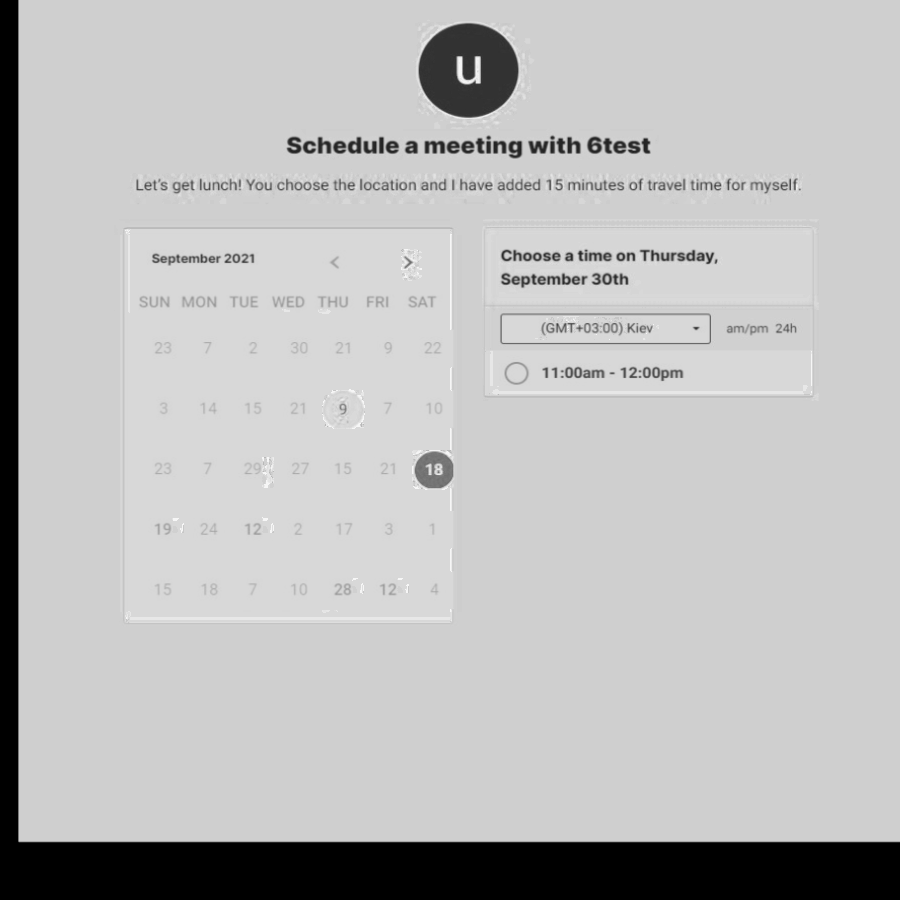 u
Schedule a meeting with 6test
Let's get lunch! You choose the location and I have added 15 minutes of travel time for myself.
September 2021 < >
SUN MON TUE WED THU FRI SAT
23 7 2 30 21 9 22
3 14 15 21 9 7 10
23 7 29 27 15 21 18
19 24 12 2 17 3 1
15 18 7 10 28 12 4
Choose a time on Thursday,
September 30th
(GMT+03:00) Kiev am/pm 24h
11:00am - 12:00pm